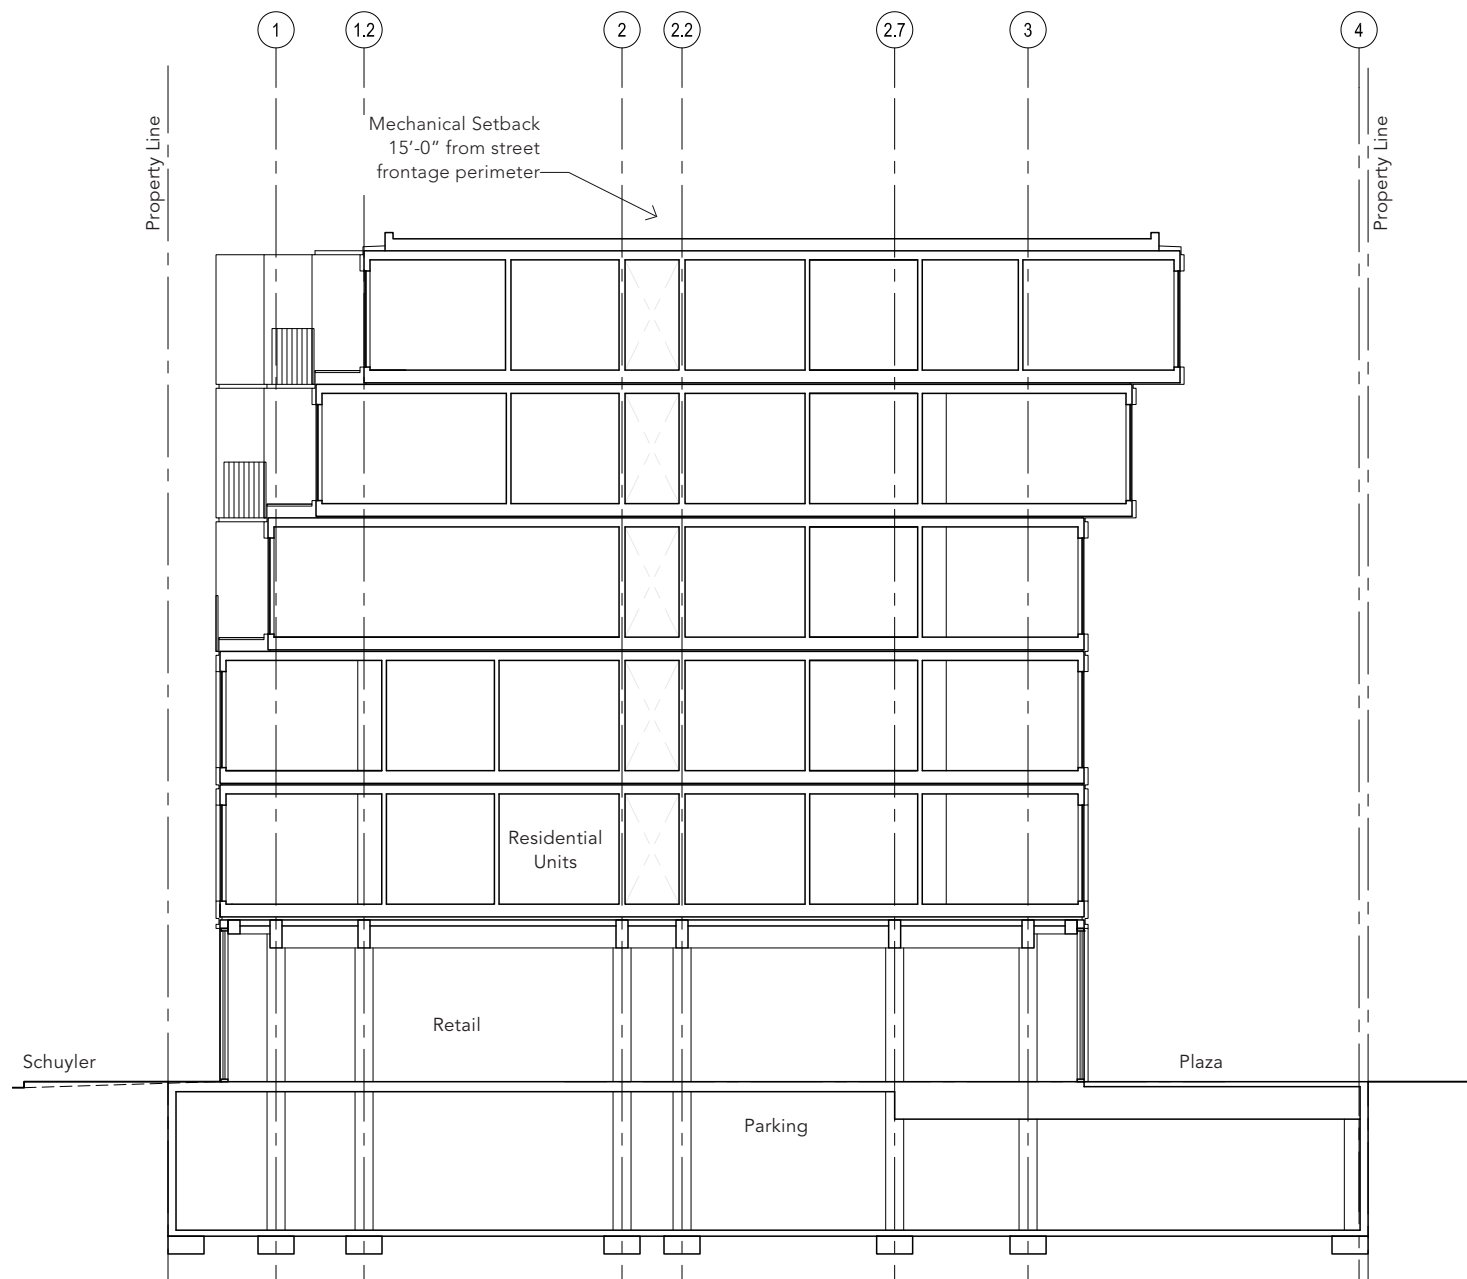 1
1.2
2
2.2
2.7
3
4
Property Line
Mechanical Setback
15'-0" from street
frontage perimeter
Property Line
Residential
Units
Retail
Schuyler
Plaza
Parking